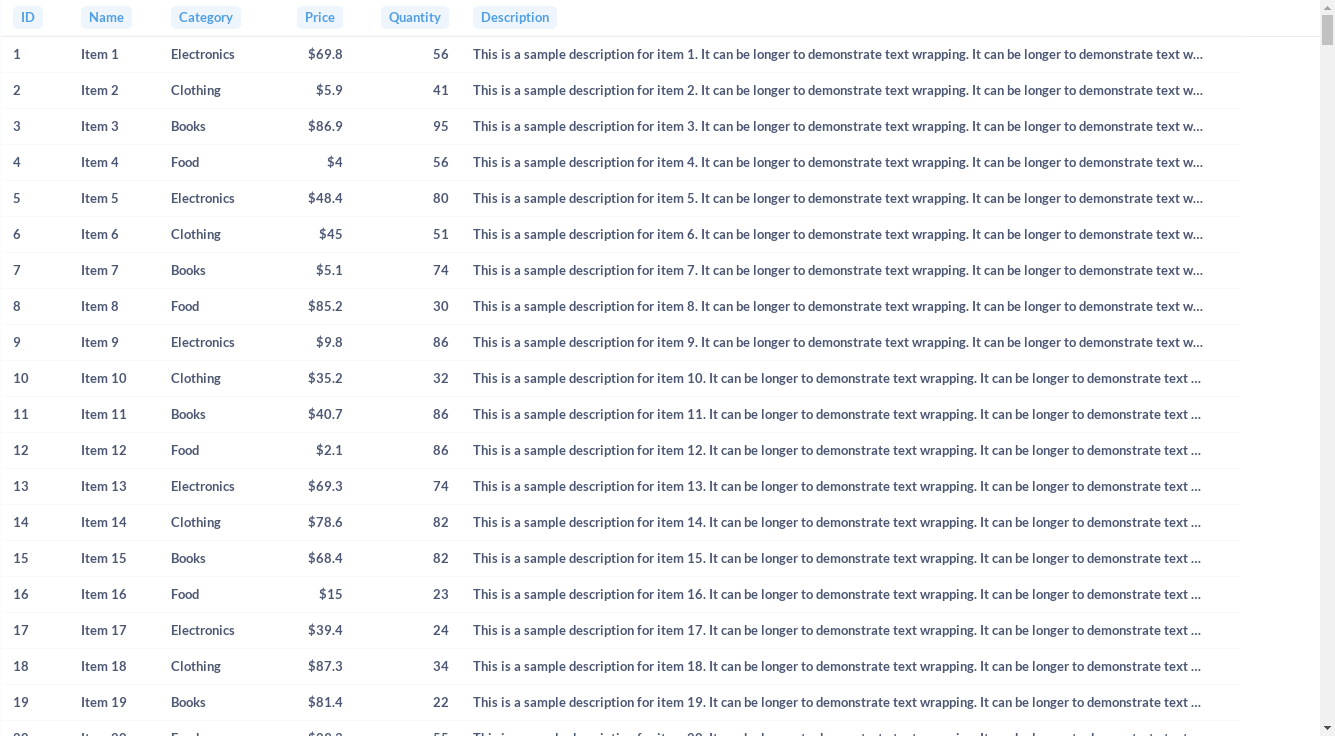 ID Name Category Price Quantity Description
1 Item 1 Electronics $69.8 56 This is a sample description for item 1. It can be longer to demonstrate text wrapping. It can be longer to demonstrate text w...
2 Item 2 Clothing $5.9 41 This is a sample description for item 2. It can be longer to demonstrate text wrapping. It can be longer to demonstrate text w...
3 Item 3 Books $86.9 95 This is a sample description for item 3. It can be longer to demonstrate text wrapping. It can be longer to demonstrate text w...
4 Item 4 Food $4 56 This is a sample description for item 4. It can be longer to demonstrate text wrapping. It can be longer to demonstrate text w...
5 Item 5 Electronics $48.4 80 This is a sample description for item 5. It can be longer to demonstrate text wrapping. It can be longer to demonstrate text w...
6 Item 6 Clothing $45 51 This is a sample description for item 6. It can be longer to demonstrate text wrapping. It can be longer to demonstrate text w...
7 Item 7 Books $5.1 74 This is a sample description for item 7. It can be longer to demonstrate text wrapping. It can be longer to demonstrate text w...
8 Item 8 Food $85.2 30 This is a sample description for item 8. It can be longer to demonstrate text wrapping. It can be longer to demonstrate text w...
9 Item 9 Electronics $9.8 86 This is a sample description for item 9. It can be longer to demonstrate text wrapping. It can be longer to demonstrate text w...
10 Item 10 Clothing $35.2 32 This is a sample description for item 10. It can be longer to demonstrate text wrapping. It can be longer to demonstrate text ...
11 Item 11 Books $40.7 86 This is a sample description for item 11. It can be longer to demonstrate text wrapping. It can be longer to demonstrate text ...
12 Item 12 Food $2.1 86 This is a sample description for item 12. It can be longer to demonstrate text wrapping. It can be longer to demonstrate text ...
13 Item 13 Electronics $69.3 74 This is a sample description for item 13. It can be longer to demonstrate text wrapping. It can be longer to demonstrate text ...
14 Item 14 Clothing $78.6 82 This is a sample description for item 14. It can be longer to demonstrate text wrapping. It can be longer to demonstrate text ...
15 Item 15 Books $68.4 82 This is a sample description for item 15. It can be longer to demonstrate text wrapping. It can be longer to demonstrate text ...
16 Item 16 Food $15 23 This is a sample description for item 16. It can be longer to demonstrate text wrapping. It can be longer to demonstrate text ...
17 Item 17 Electronics $39.4 24 This is a sample description for item 17. It can be longer to demonstrate text wrapping. It can be longer to demonstrate text ...
18 Item 18 Clothing $87.3 34 This is a sample description for item 18. It can be longer to demonstrate text wrapping. It can be longer to demonstrate text ...
19 Item 19 Books $81.4 22 This is a sample description for item 19. It can be longer to demonstrate text wrapping. It can be longer to demonstrate text ...